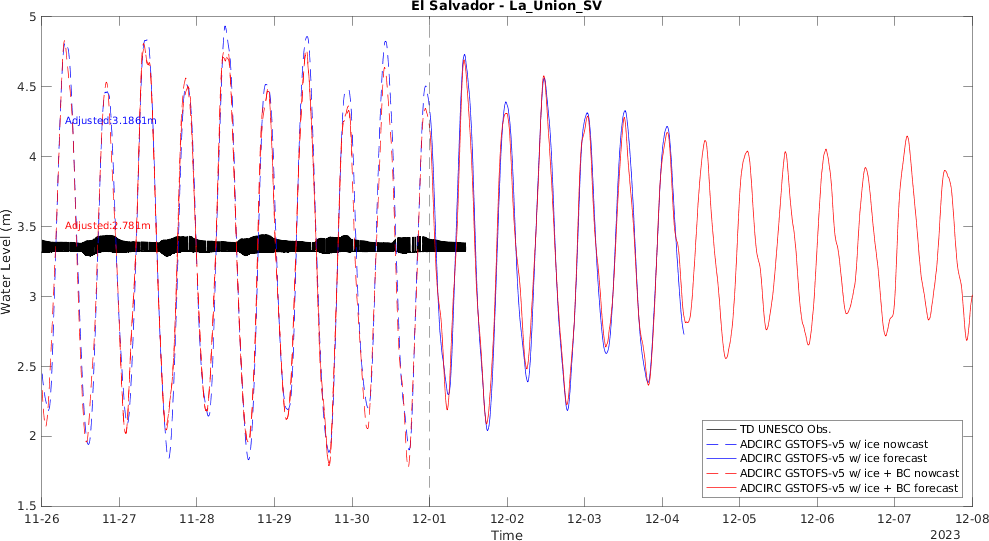 El Salvador - La_Union_SV
5
4.5
4
3.5
3
2.5
2
1.5
Water Level (m)
Adjusted:3.1861m
Adjusted:2.781m
TD UNESCO Obs.
ADCIRC GSTOFS-v5 w/ ice nowcast
ADCIRC GSTOFS-v5 w/ ice forecast
ADCIRC GSTOFS-v5 w/ ice + BC nowcast
ADCIRC GSTOFS-v5 w/ ice + BC forecast
11-26 11-27 11-28 11-29 11-30 12-01 12-02 12-03 12-04 12-05 12-06 12-07 12-08
Time
2023